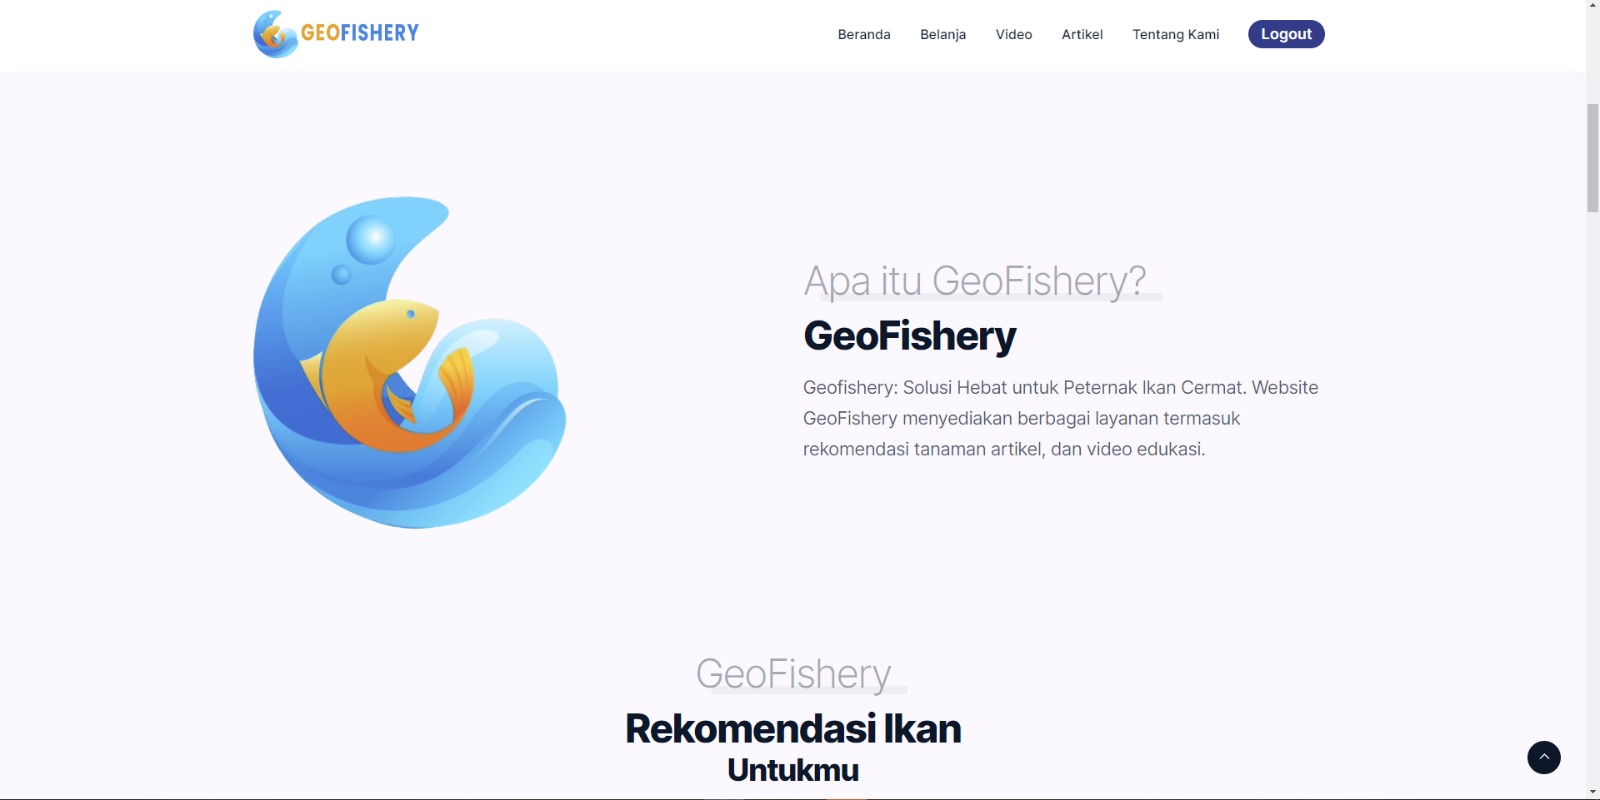 GEOFISHERY
Beranda Belanja Video Artikel Tentang Kami Logout
Apa itu GeoFishery?
GeoFishery
Geofishery: Solusi Hebat untuk Peternak Ikan Cermat. Website
GeoFishery menyediakan berbagai layanan termasuk
rekomendasi tanaman artikel, dan video edukasi.
GeoFishery
Rekomendasi Ikan
Untukmu